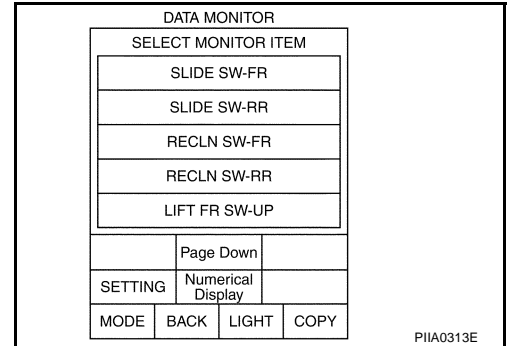 DATA MONITOR
SELECT MONITOR ITEM
SLIDE SW-FR
SLIDE SW-RR
RECLN SW-FR
RECLN SW-RR
LIFT FR SW-UP
Page Down
SETTING
Numerical
Display
MODE BACK LIGHT COPY
PIIA0313E